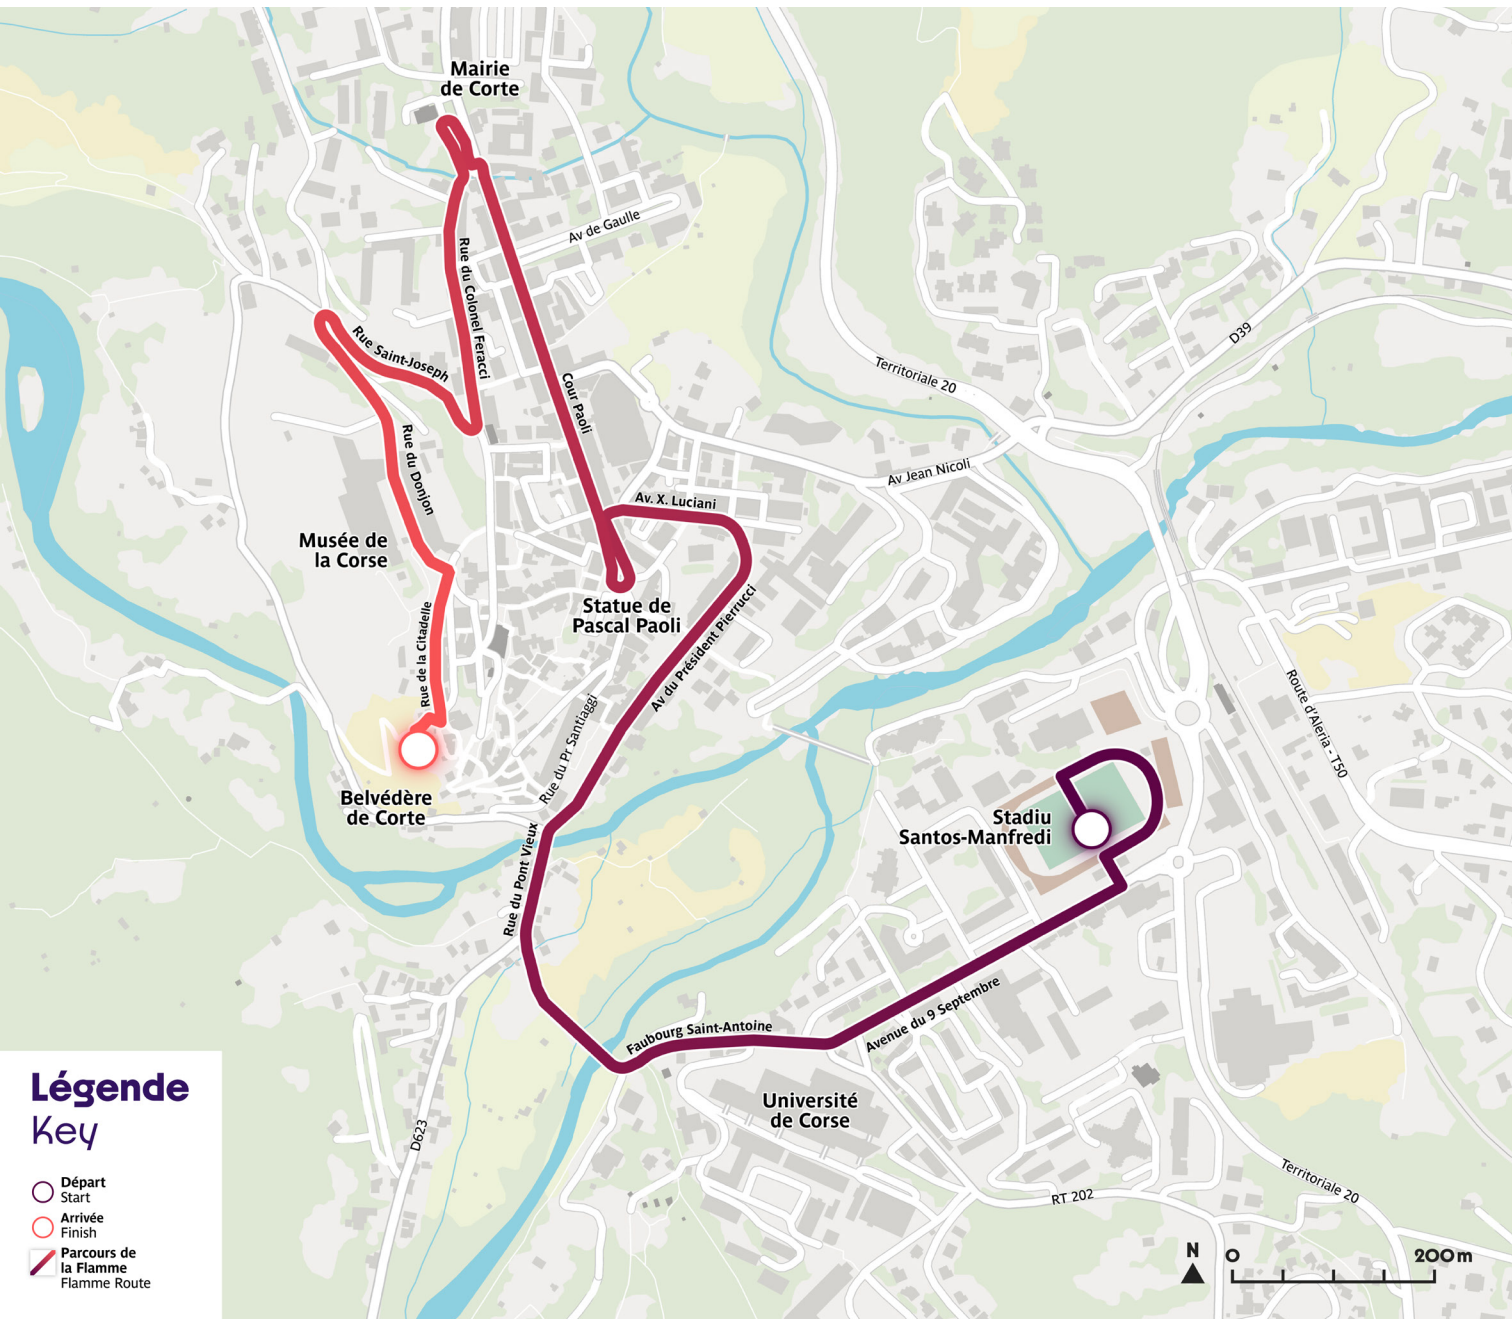 Mairie
de Corte
Av de Gaulle
Rue du Colonel Feracci
Rue Saint-Joseph
Cour Paoli
Territoriale 20
D39
Av Jean Nicoli
Rue du Donjon
Av. X. Luciani
Musée de
la Corse
Statue de
Pascal Paoli
Rue de la Citadelle
Av du Président Pierrucci
Rue du Pr Santiaggi
Route d'Aleria - T50
Belvédère
de Corte
Stadiu
Santos-Manfredi
Rue du Pont Vieux
Avenue du 9 Septembre
Faubourg Saint-Antoine
Université
de Corse
D623
RT 202
Territoriale 20
Légende
Key
Départ
Start
Arrivée
Finish
Parcours de
la Flamme
Flamme Route
N
0 200m